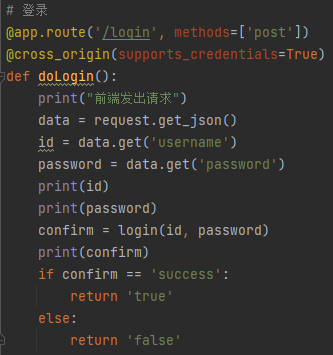 # 登录
@app.route('/login', methods=['post'])
@cross_origin(supports_credentials=True)
def doLogin():
    print("前端发出请求")
    data = request.get_json()
    id = data.get('username')
    password = data.get('password')
    print(id)
    print(password)
    confirm = login(id, password)
    print(confirm)
    if confirm == 'success':
        return 'true'
    else:
        return 'false'